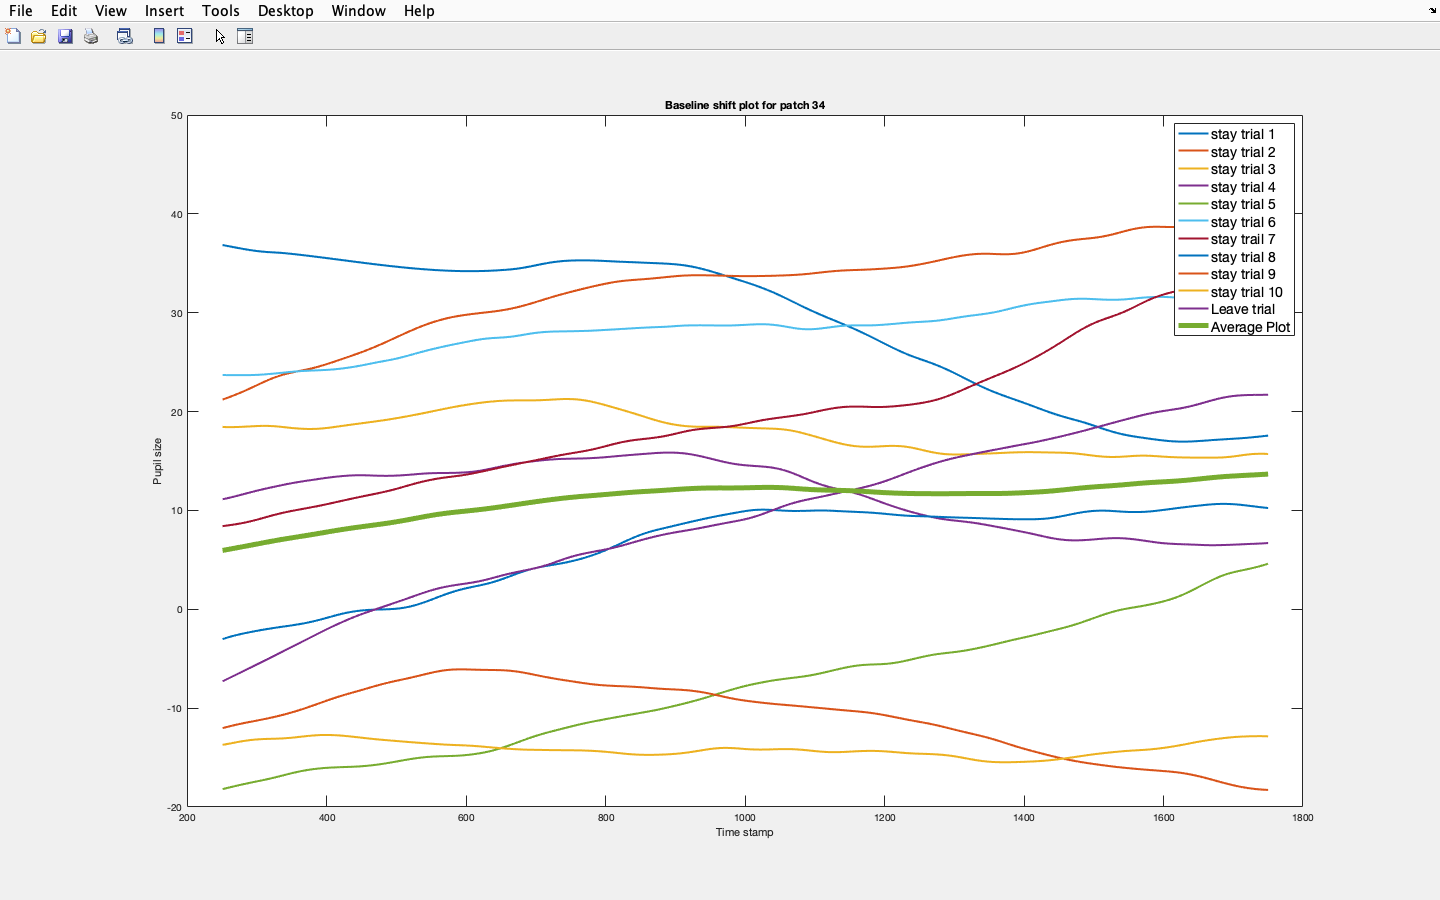 File Edit View Insert Tools Desktop Window Help
Baseline shift plot for patch 34
50
40
30
20
10
0
-10
-20
Pupil size
200 400 600 800 1000 1200 1400 1600 1800
Time stamp
stay trial 1
stay trial 2
stay trial 3
stay trial 4
stay trial 5
stay trial 6
stay trail 7
stay trial 8
stay trial 9
stay trial 10
Leave trial
Average Plot